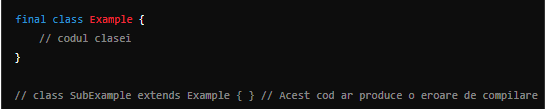 final class Example {
    // codul clasei
}
// class SubExample extends Example { } // Acest cod ar produce o eroare de compilare